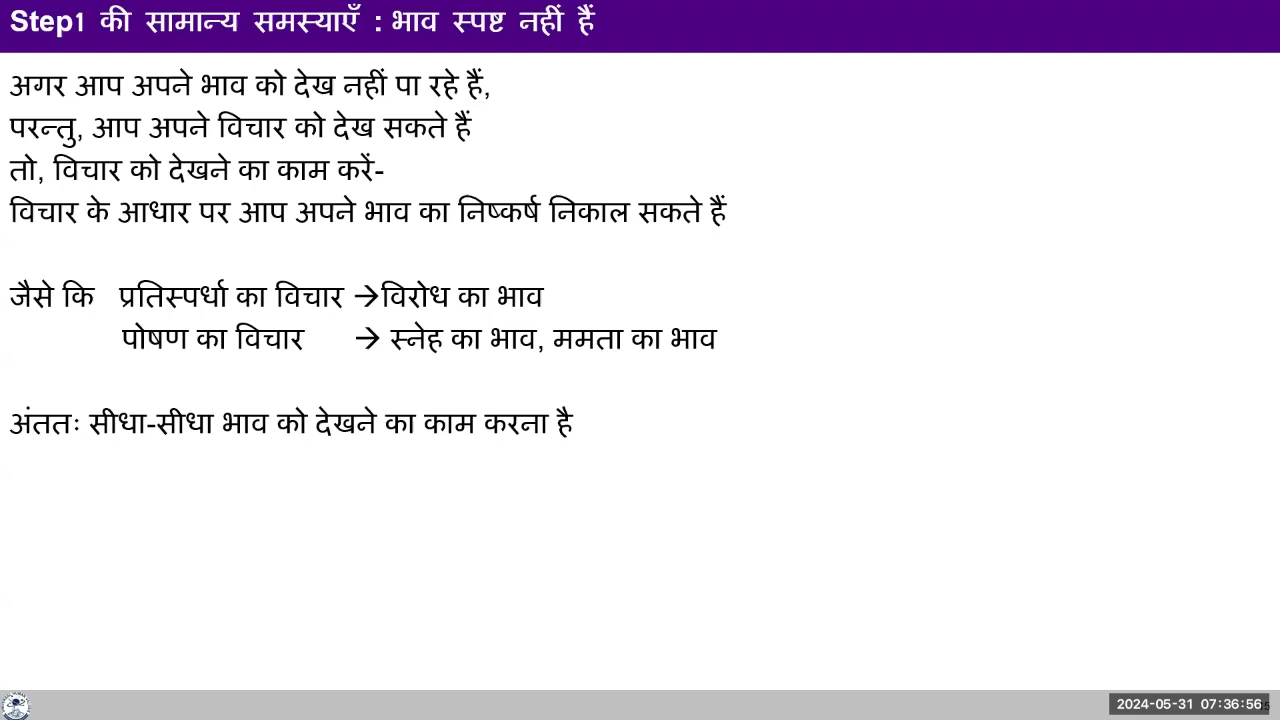 Step1 की सामान्य समस्याएँ : भाव स्पष्ट नहीं हैं
अगर आप अपने भाव को देख नहीं पा रहे हैं,
परन्तु, आप अपने विचार को देख सकते हैं
तो, विचार को देखने का काम करें-
विचार के आधार पर आप अपने भाव का निष्कर्ष निकाल सकते हैं
जैसे कि प्रतिस्पर्धा का विचार →विरोध का भाव
पोषण का विचार → स्नेह का भाव, ममता का भाव
अंततः सीधा-सीधा भाव को देखने का काम करना है
2024-05-31 07:36:56